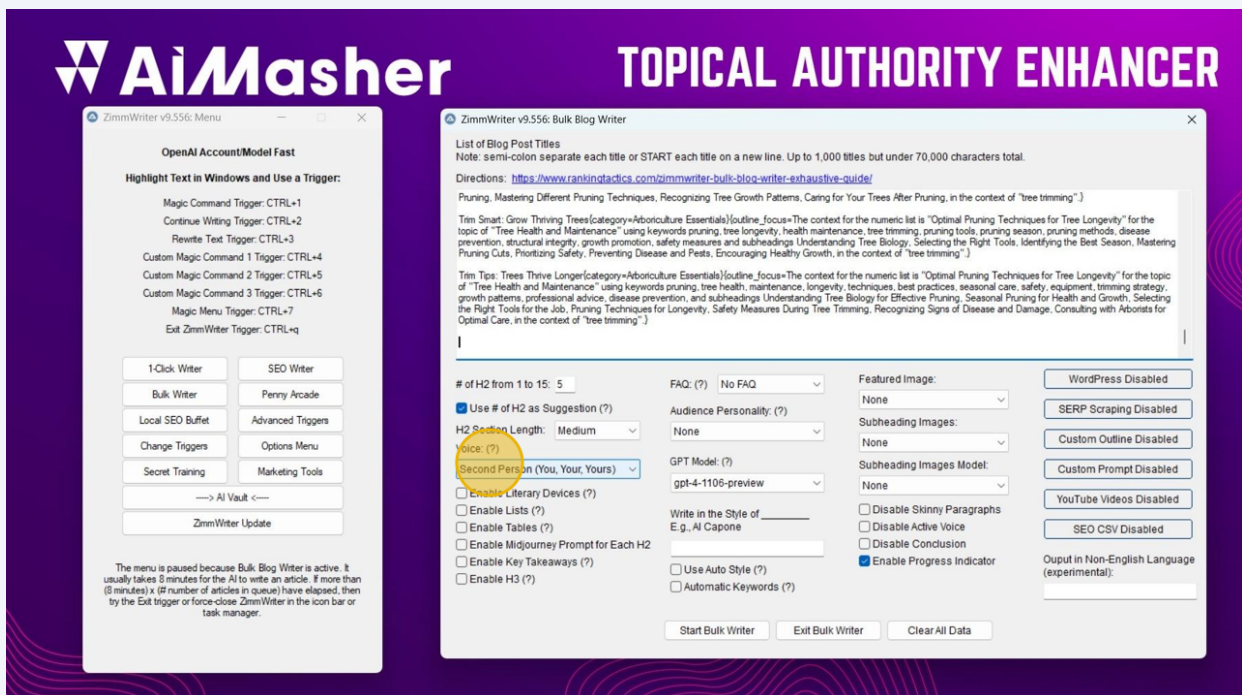 AiMasher
TOPICAL AUTHORITY ENHANCER
ZimmWriter v9.556: Menu
OpenAI Account/Model Fast
Highlight Text in Windows and Use a Trigger:
Magic Command Trigger: CTRL+1
Continue Writing Trigger: CTRL+2
Rewrite Text Trigger: CTRL+3
Custom Magic Command 1 Trigger: CTRL+4
Custom Magic Command 2 Trigger: CTRL+5
Custom Magic Command 3 Trigger: CTRL+6
Magic Menu Trigger: CTRL+7
Exit ZimmWriter Trigger: CTRL+q
1-Click Writer
SEO Writer
Bulk Writer
Penny Arcade
Local SEO Buffet
Advanced Triggers
Change Triggers
Options Menu
Secret Training
Marketing Tools
----> AI Vault <----
ZimmWriter Update
The menu is paused because Bulk Blog Writer is active. It
usually takes 8 minutes for the AI to write an article. If more than
(8 minutes) x (# number of articles in queue) have elapsed, then
try the Exit trigger or force-close ZimmWriter in the icon bar or
task manager.
ZimmWriter v9.556: Bulk Blog Writer
List of Blog Post Titles
Note: semi-colon separate each title or START each title on a new line. Up to 1,000 titles but under 70,000 characters total.
Directions: https://www.rankingtactics.com/zimmwriter-bulk-blog-writer-exhaustive-guide/
Pruning, Mastering Different Pruning Techniques, Recognizing Tree Growth Patterns, Caring for Your Trees After Pruning, in the context of "tree trimming".}
Trim Smart: Grow Thriving Trees{category=Arboriculture Essentials}{outline_focus=The context for the numeric list is "Optimal Pruning Techniques for Tree Longevity" for the
topic of "Tree Health and Maintenance" using keywords pruning, tree longevity, health maintenance, tree trimming, pruning tools, pruning season, pruning methods, disease
prevention, structural integrity, growth promotion, safety measures and subheadings Understanding Tree Biology, Selecting the Right Tools, Identifying the Best Season, Mastering
Pruning Cuts, Prioritizing Safety, Preventing Disease and Pests, Encouraging Healthy Growth, in the context of "tree trimming".}
Trim Tips: Trees Thrive Longer{category=Arboriculture Essentials}{outline_focus=The context for the numeric list is "Optimal Pruning Techniques for Tree Longevity" for the topic
of "Tree Health and Maintenance" using keywords pruning, tree health, maintenance, longevity, techniques, best practices, seasonal care, safety, equipment, trimming strategy,
growth patterns, professional advice, disease prevention, and subheadings Understanding Tree Biology for Effective Pruning, Seasonal Pruning for Health and Growth, Selecting
the Right Tools for the Job, Pruning Techniques for Longevity, Safety Measures During Tree Trimming, Recognizing Signs of Disease and Damage, Consulting with Arborists for
Optimal Care, in the context of "tree trimming".}
# of H2 from 1 to 15: 5
Use # of H2 as Suggestion (?)
H2 Section Length: Medium
Voice: (?)
Second Person (You, Your, Yours)
Enable Literary Devices (?)
Enable Lists (?)
Enable Tables (?)
Enable Midjourney Prompt for Each H2
Enable Key Takeaways (?)
Enable H3 (?)
FAQ: (?) No FAQ
Audience Personality: (?)
None
GPT Model: (?)
gpt-4-1106-preview
Write in the Style of ________
E.g., Al Capone
Use Auto Style (?)
Automatic Keywords (?)
Featured Image:
None
Subheading Images:
None
Subheading Images Model:
None
Disable Skinny Paragraphs
Disable Active Voice
Disable Conclusion
Enable Progress Indicator
WordPress Disabled
SERP Scraping Disabled
Custom Outline Disabled
Custom Prompt Disabled
YouTube Videos Disabled
SEO CSV Disabled
Ouput in Non-English Language
(experimental):
Start Bulk Writer
Exit Bulk Writer
Clear All Data